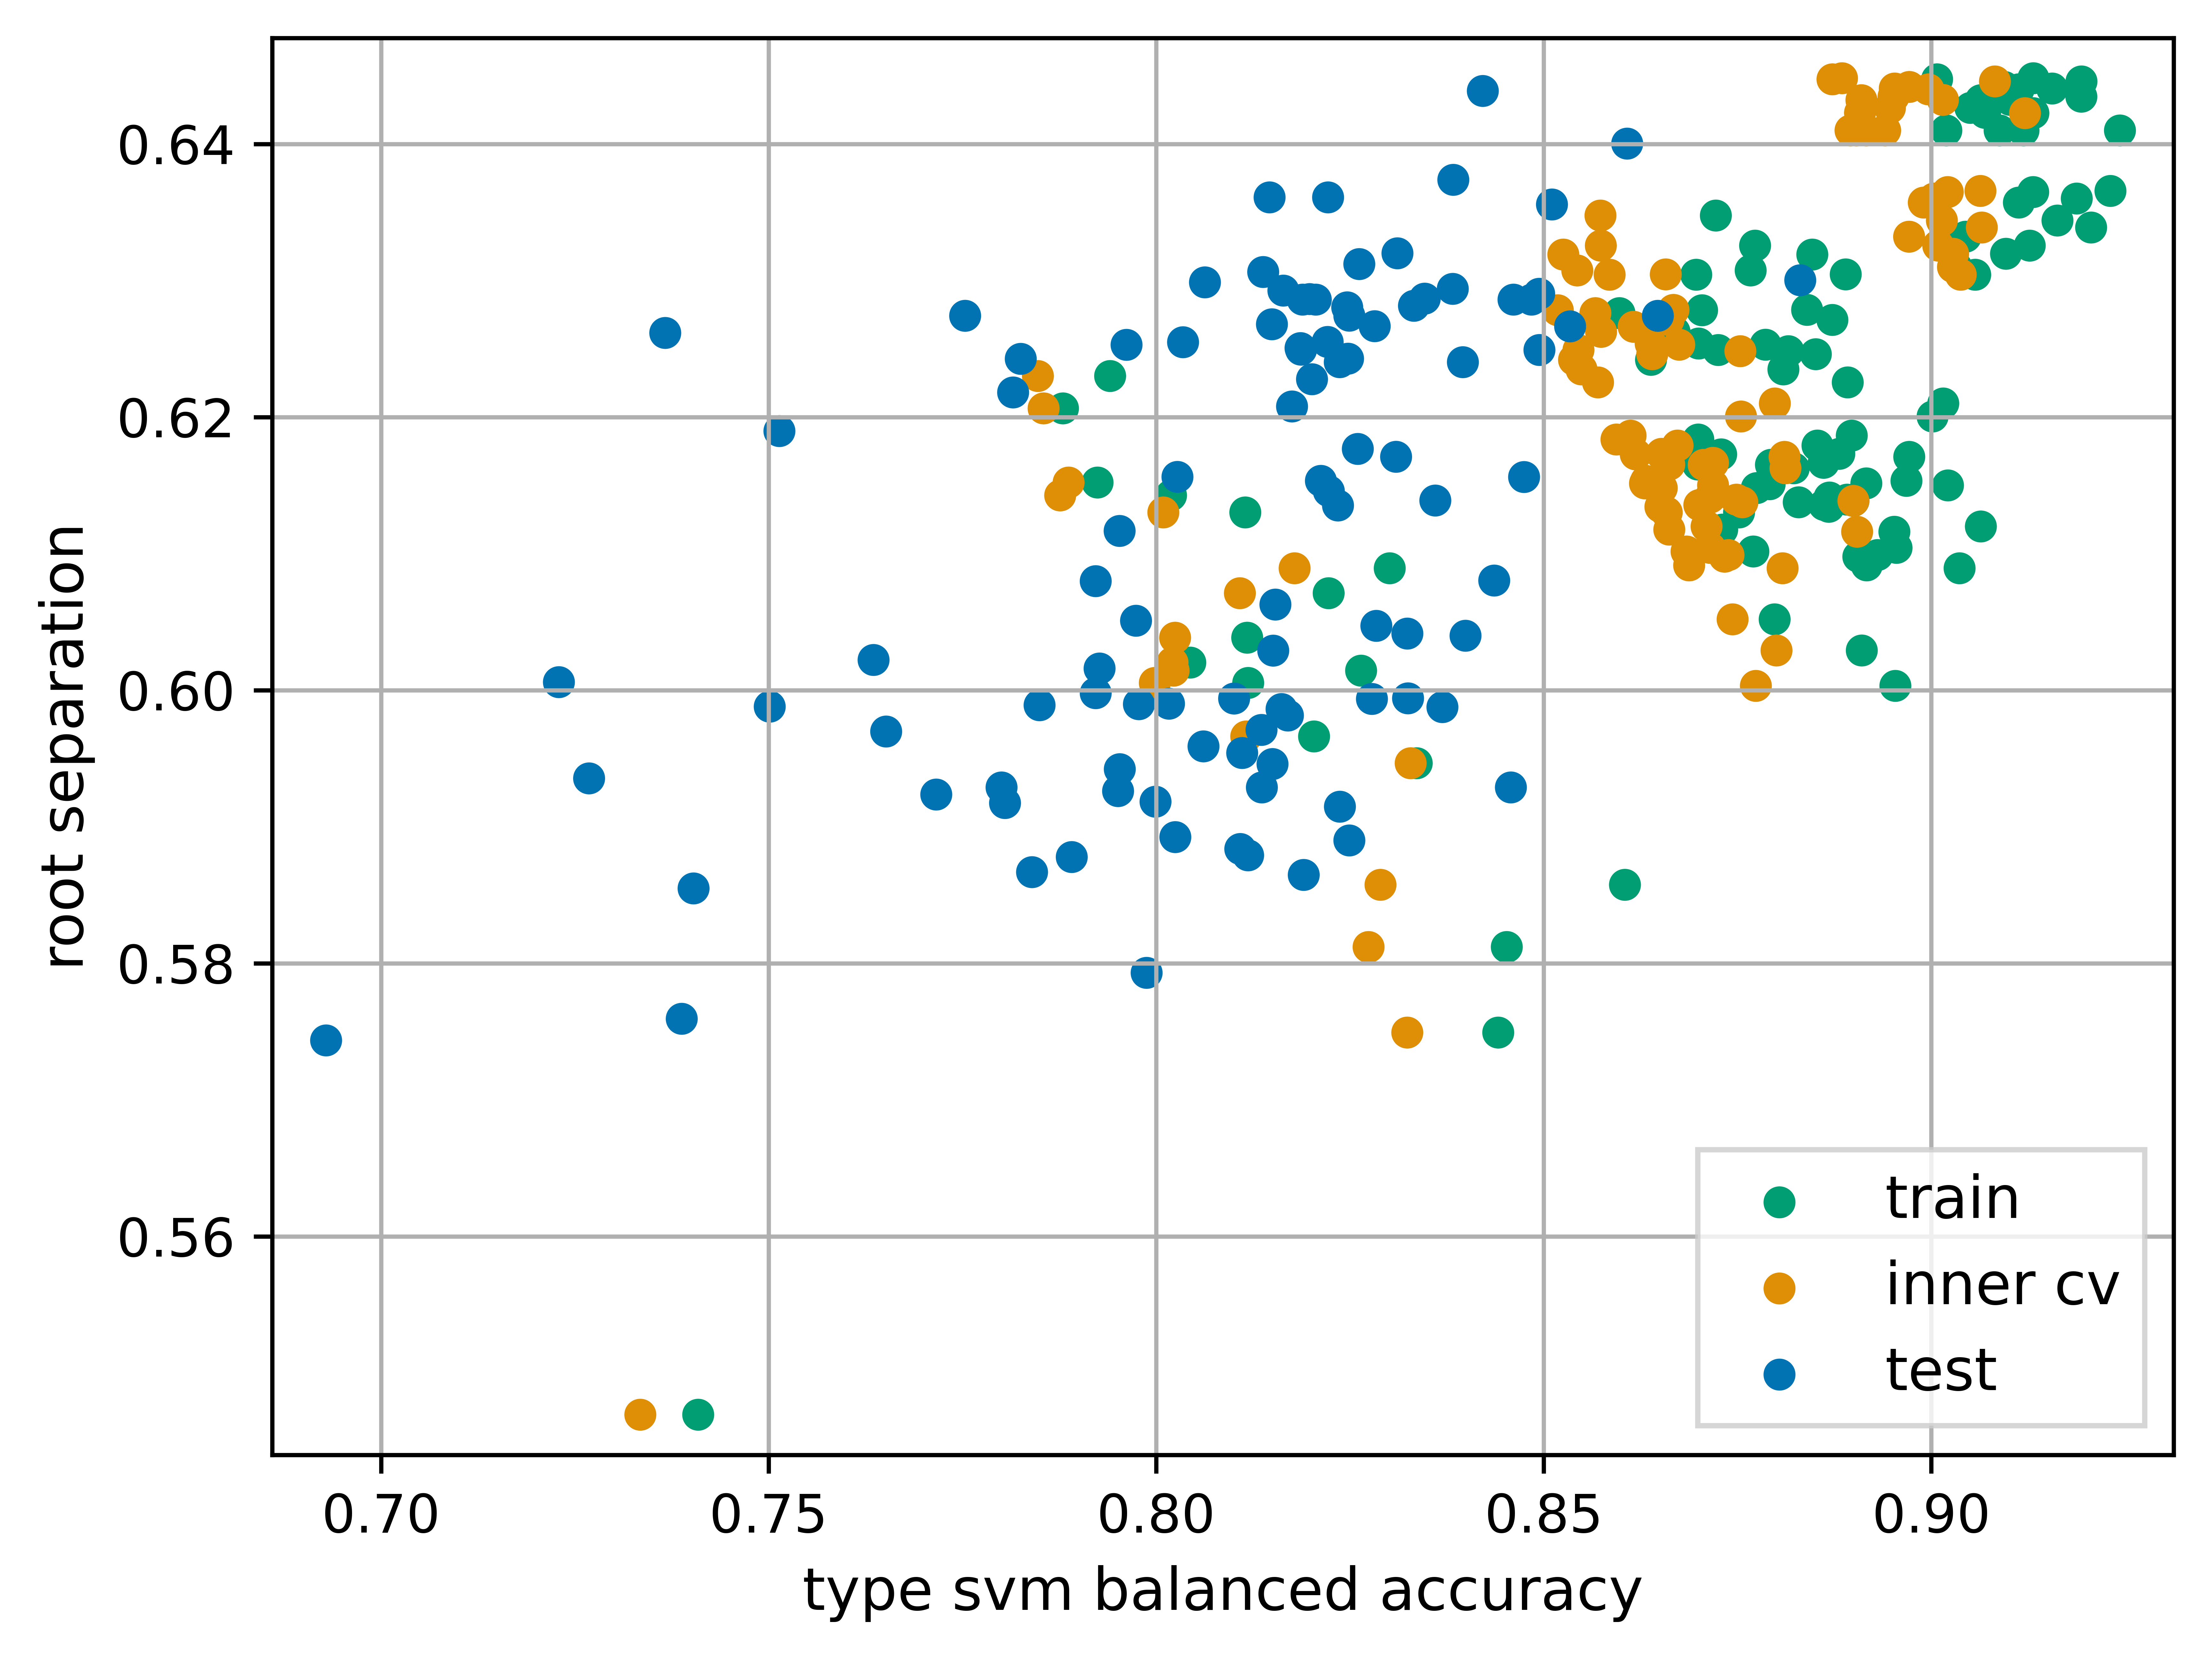 0.64
0.62
0.60
0.58
0.56
root separation
train
inner cv
test
0.70 0.75 0.80 0.85 0.90
type svm balanced accuracy